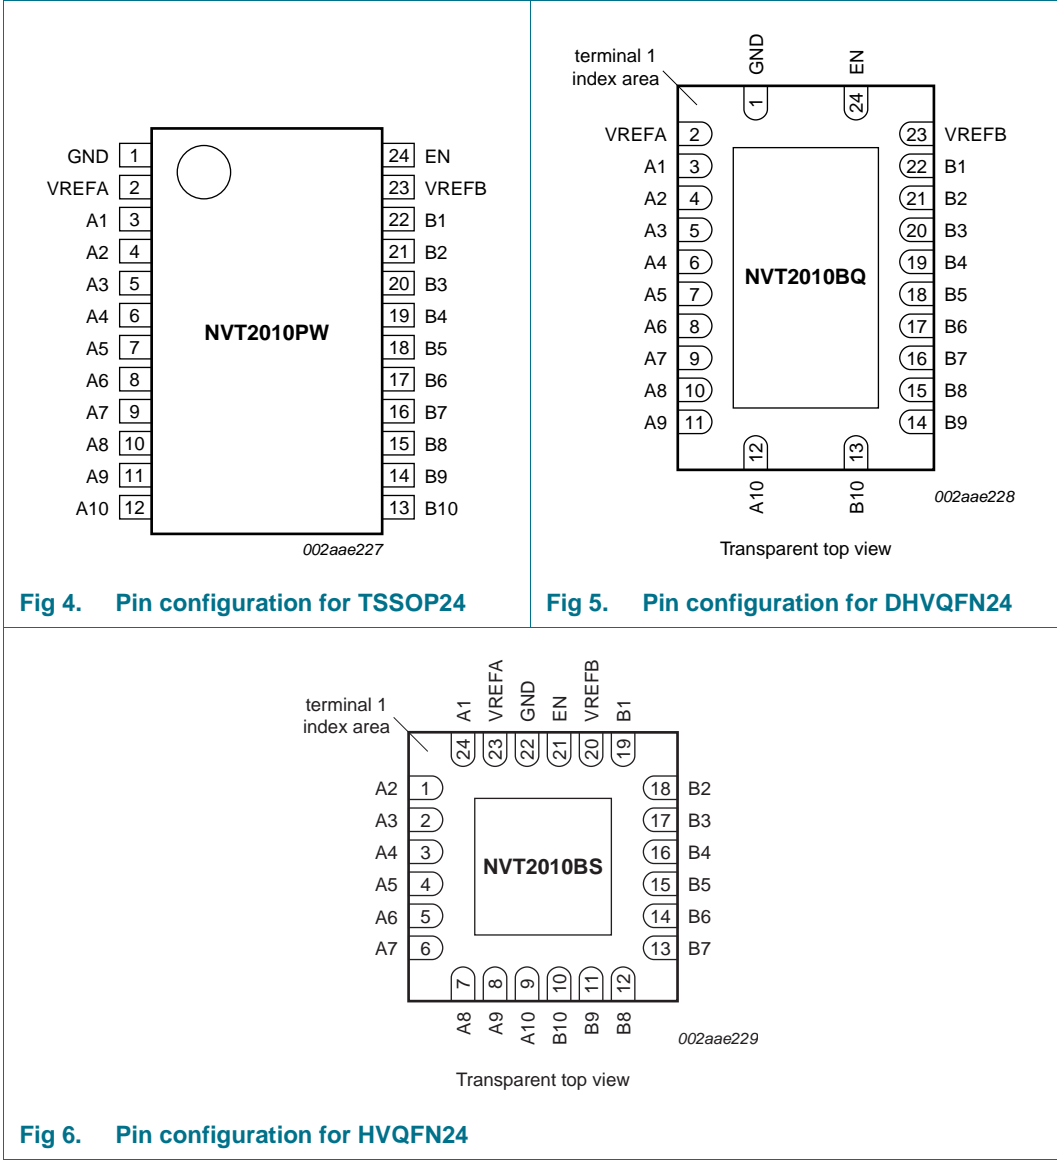 GND 1
VREFA 2
A1 3
A2 4
A3 5
A4 6
A5 7
A6 8
A7 9
A8 10
A9 11
A10 12
NVT2010PW
24 EN
23 VREFB
22 B1
21 B2
20 B3
19 B4
18 B5
17 B6
16 B7
15 B8
14 B9
13 B10
002aae227
Fig 4. Pin configuration for TSSOP24
terminal 1
index area
GND
1
EN
24
VREFA 2
A1 3
A2 4
A3 5
A4 6
A5 7
A6 8
A7 9
A8 10
A9 11
NVT2010BQ
23 VREFB
22 B1
21 B2
20 B3
19 B4
18 B5
17 B6
16 B7
15 B8
14 B9
12
A10
13
B10
002aae228
Transparent top view
Fig 5. Pin configuration for DHVQFN24
terminal 1
index area
A1
VREFA
GND
EN
VREFB
B1
24
23
22
21
20
19
A2 1
A3 2
A4 3
A5 4
A6 5
A7 6
NVT2010BS
18 B2
17 B3
16 B4
15 B5
14 B6
13 B7
7
8
9
10
11
12
A8
A9
A10
B10
B9
B8
002aae229
Transparent top view
Fig 6. Pin configuration for HVQFN24